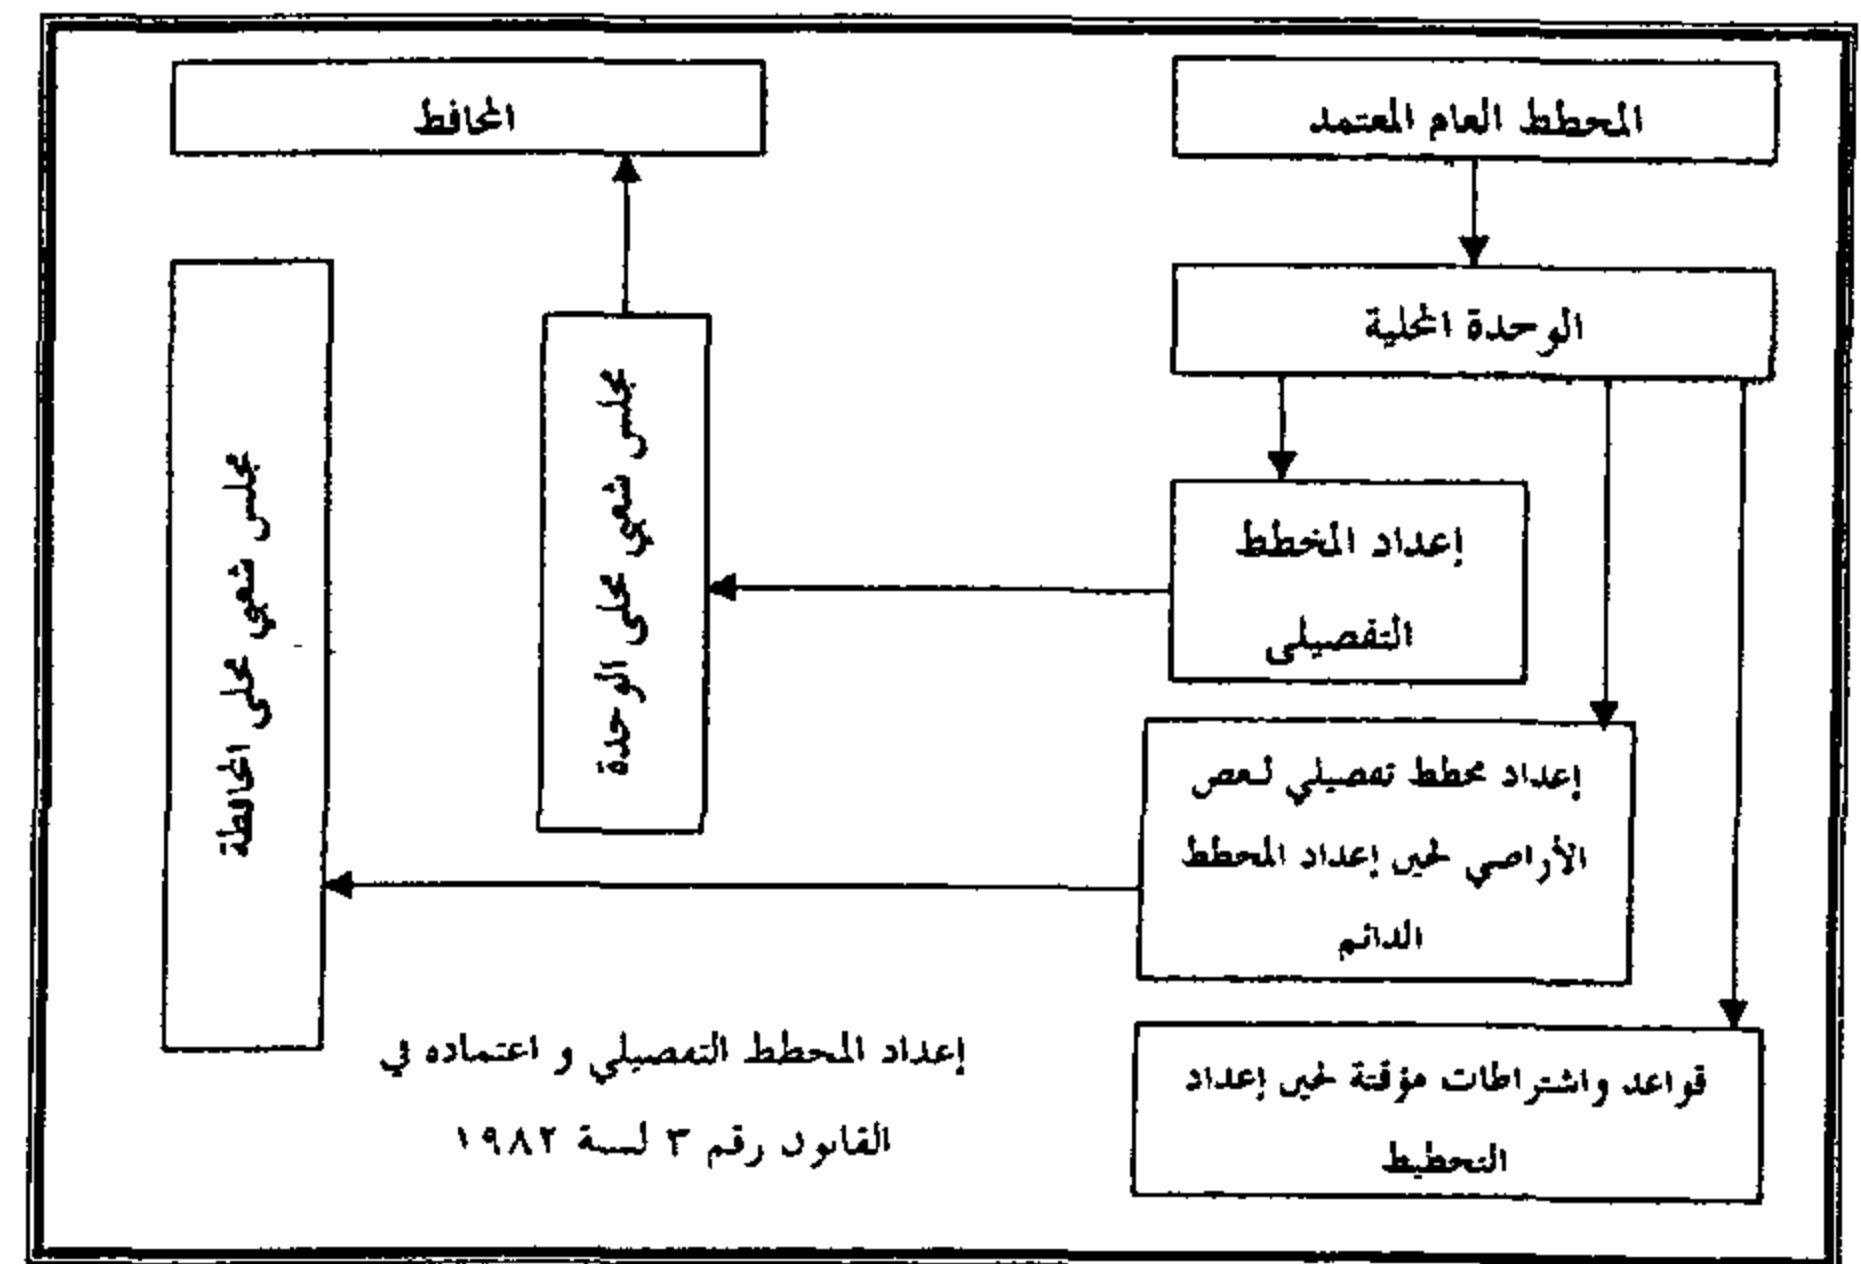 المخطط العام المعتمد
المحافظ
الوحدة المحلية
إعداد المخطط
التفصيلى
مجلس شعبي محلى الوحدة
مجلس شعبي محلى المحافظة
إعداد مخطط تفصيلي لبعض
الأراضي لحين إعداد المخطط
الدائم
قواعد واشتراطات مؤقتة لحين إعداد
التخطيط
إعداد المخطط التفصيلي و اعتماده في
القانون رقم ٣ لسنة ١٩٨٢